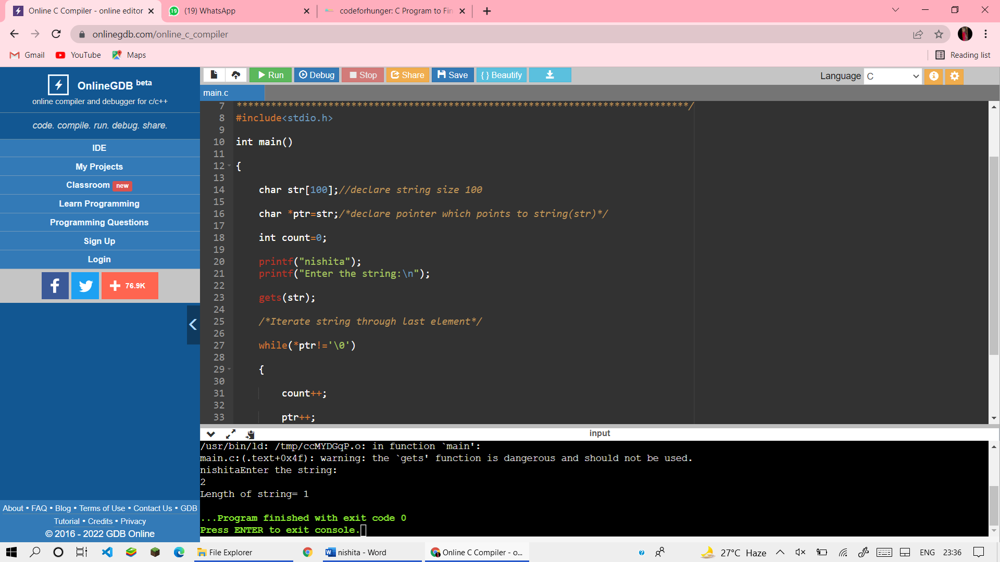 Online C Compiler - online editor
(19) WhatsApp
codeforhunger: C Program to Fin
onlinegdb.com/online_c_compiler
Gmail
YouTube
Maps
Reading list
OnlineGDB beta
online compiler and debugger for c/c++
code. compile. run. debug. share.
IDE
My Projects
Classroom new
Learn Programming
Programming Questions
Sign Up
Login
76.9K
About • FAQ • Blog • Terms of Use • Contact Us • GDB
Tutorial • Credits • Privacy
© 2016 - 2022 GDB Online
Run
Debug
Stop
Share
Save
{ } Beautify
Language C
main.c
7 *******************************************************************************/
8 #include<stdio.h>
9
10 int main()
11
12 {
13
14 char str[100];//declare string size 100
15
16 char *ptr=str;/*declare pointer which points to string(str)*/
17
18 int count=0;
19
20 printf("nishita");
21 printf("Enter the string:\n");
22
23 gets(str);
24
25 /*Iterate string through last element*/
26
27 while(*ptr!='\0')
28
29 {
30
31 count++;
32
33 ptr++;
input
/usr/bin/ld: /tmp/ccMYDGqP.o: in function `main':
main.c:(.text+0x4f): warning: the `gets' function is dangerous and should not be used.
nishitaEnter the string:
2
Length of string= 1
...Program finished with exit code 0
Press ENTER to exit console.
File Explorer
nishita - Word
Online C Compiler - o...
27°C Haze
ENG
23:36